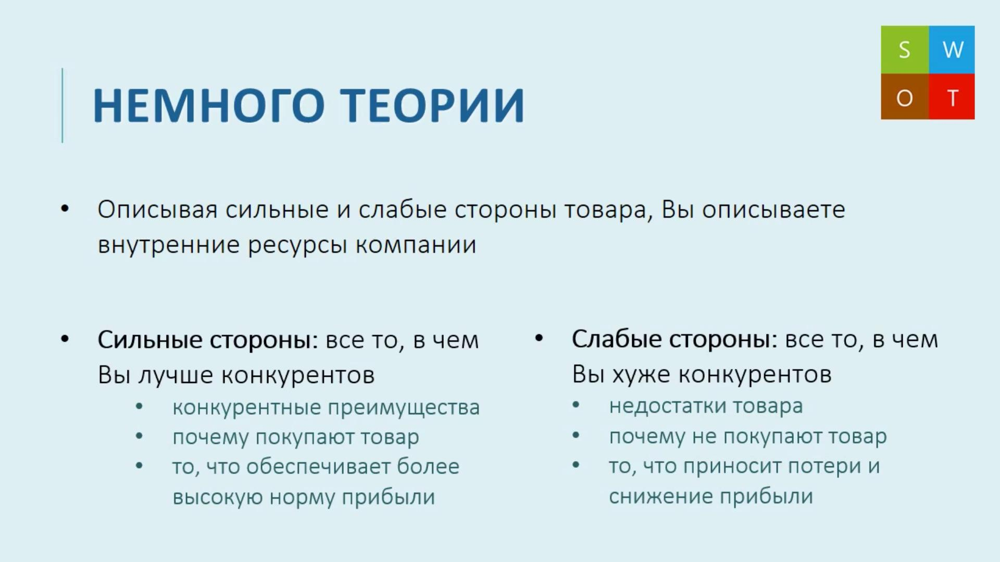 S W
O T
НЕМНОГО ТЕОРИИ
• Описывая сильные и слабые стороны товара, Вы описываете
внутренние ресурсы компании
• Сильные стороны: все то, в чем
Вы лучше конкурентов
• конкурентные преимущества
• почему покупают товар
• то, что обеспечивает более
высокую норму прибыли
• Слабые стороны: все то, в чем
Вы хуже конкурентов
• недостатки товара
• почему не покупают товар
• то, что приносит потери и
снижение прибыли